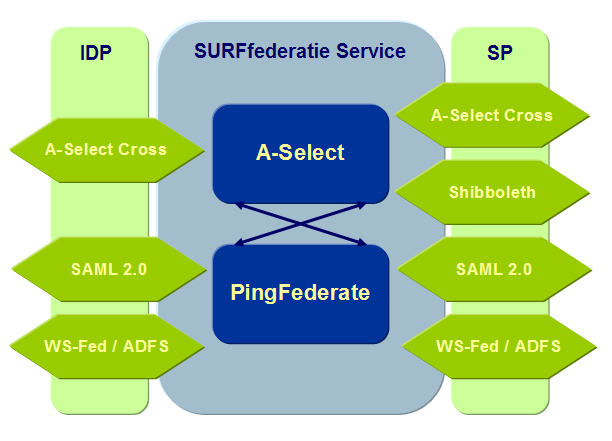 IDP
SURFfederatie Service
SP
A-Select Cross
A-Select
A-Select Cross
Shibboleth
SAML 2.0
PingFederate
SAML 2.0
WS-Fed / ADFS
WS-Fed / ADFS